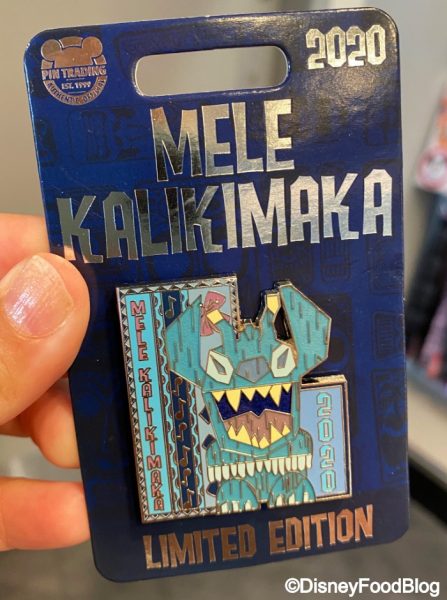 PIN TRADING
EST. 1999
2020
MELE
KALIKIMAKA
MELE KALIKIMAKA
2020
LIMITED EDITION
©DisneyFoodBlog